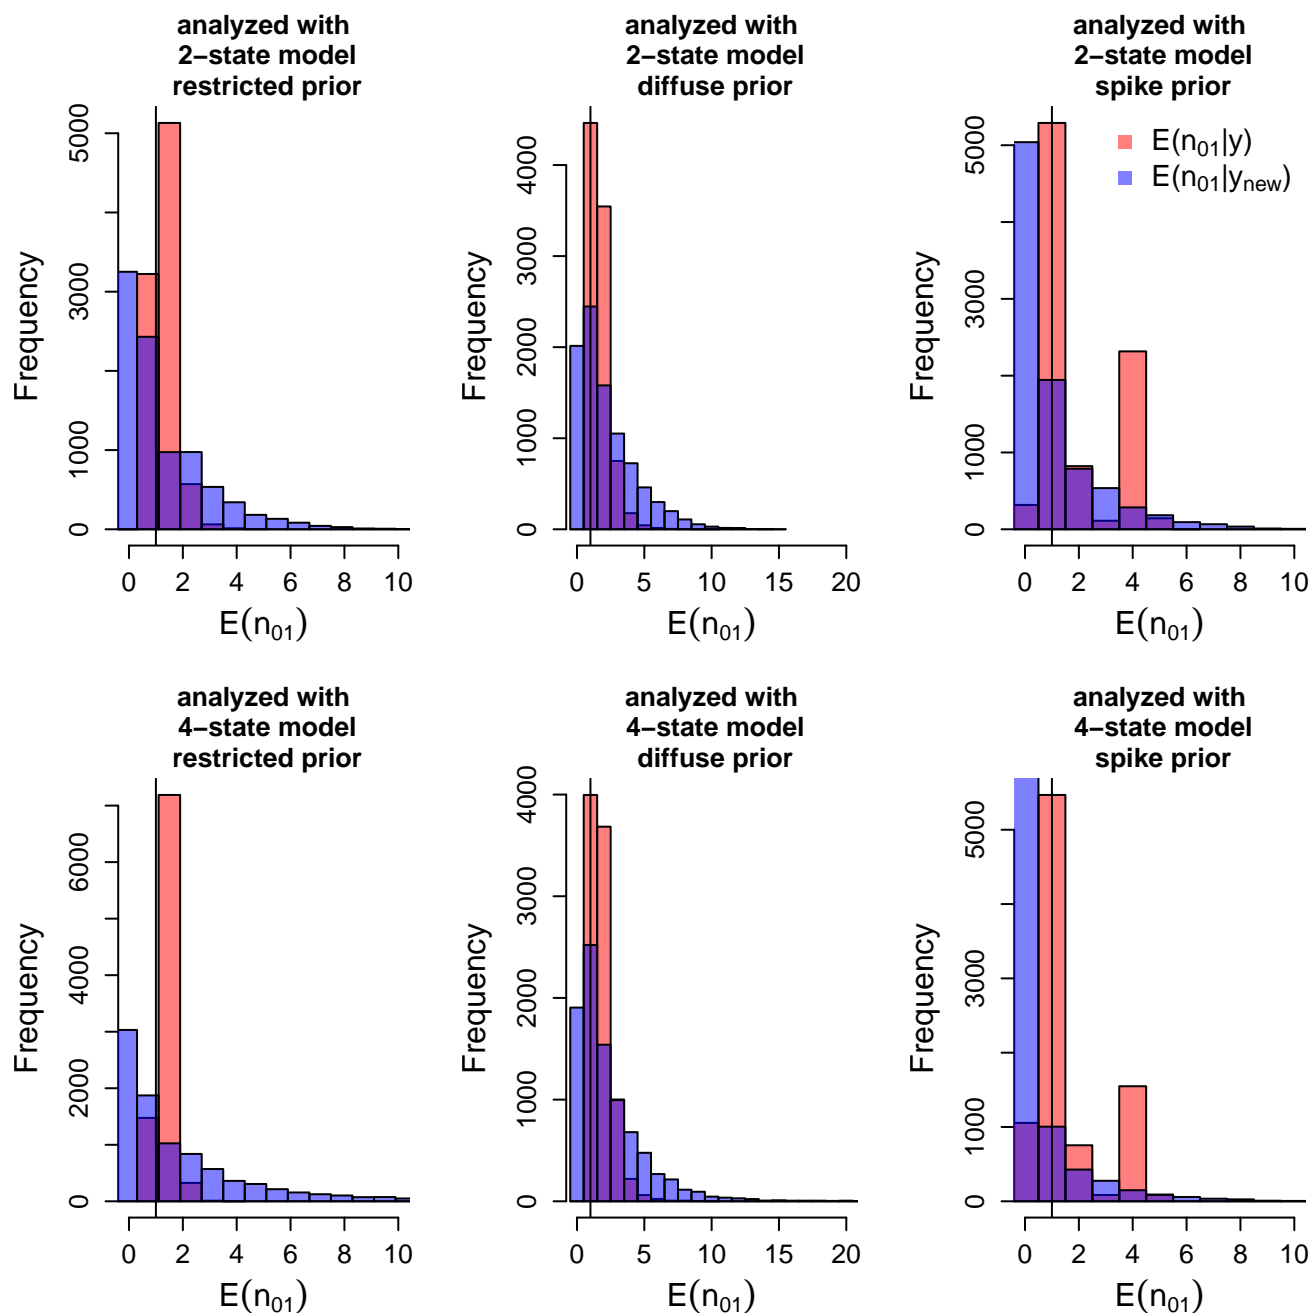 analyzed with
2−state model
restricted prior
Frequency
0
1000
3000
5000
0 2 4 6 8 10
E(n01)
analyzed with
2−state model
diffuse prior
Frequency
0
1000
2000
3000
4000
0 5 10 15 20
E(n01)
analyzed with
2−state model
spike prior
E(n01|y)
E(n01|ynew)
Frequency
0
1000
3000
5000
0 2 4 6 8 10
E(n01)
analyzed with
4−state model
restricted prior
Frequency
0
2000
4000
6000
0 2 4 6 8 10
E(n01)
analyzed with
4−state model
diffuse prior
Frequency
0
1000
2000
3000
4000
0 5 10 15 20
E(n01)
analyzed with
4−state model
spike prior
Frequency
0
1000
3000
5000
0 2 4 6 8 10
E(n01)